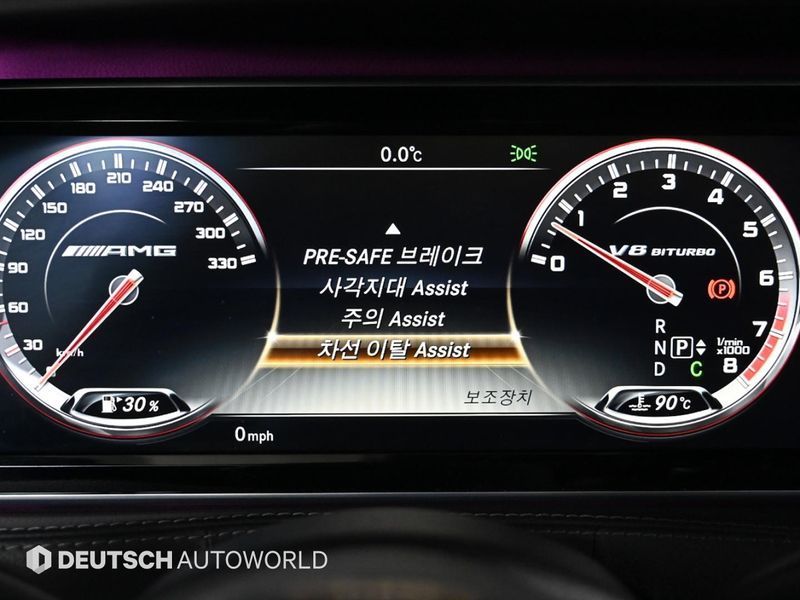 0.0°C
30
60
90
120
150
180
210
240
270
300
330
AMG
km/h
30 %
0 mph
▲
PRE-SAFE 브레이크
사각지대 Assist
주의 Assist
차선 이탈 Assist
보조장치
0
1
2
3
4
5
6
7
8
V8 BITURBO
(P)
R
N P
D C
1/min
x1000
90°C
DEUTSCH AUTOWORLD